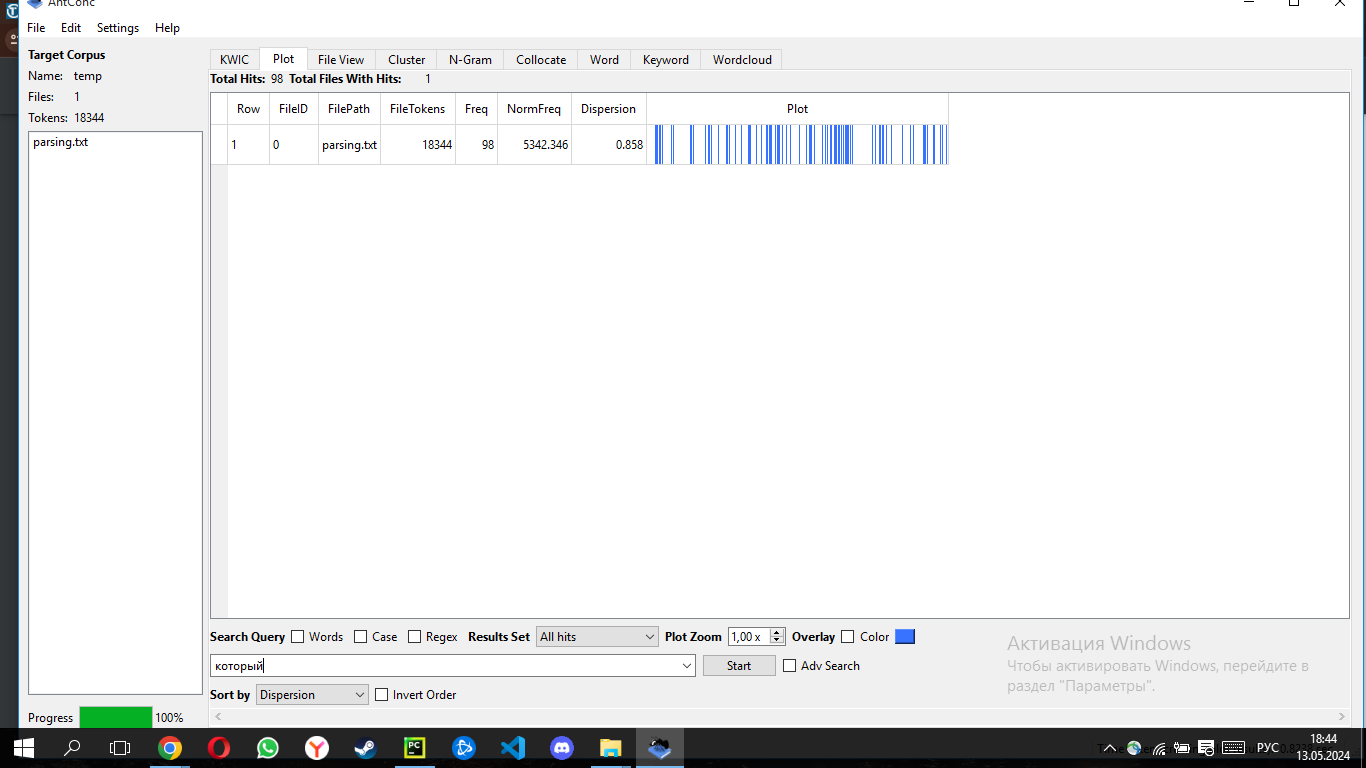 AntConc
File Edit Settings Help
Target Corpus
Name: temp
Files: 1
Tokens: 18344
parsing.txt
Progress 100%
KWIC Plot File View Cluster N-Gram Collocate Word Keyword Wordcloud
Total Hits: 98 Total Files With Hits: 1
Row FileID FilePath FileTokens Freq NormFreq Dispersion Plot
1 0 parsing.txt 18344 98 5342.346 0.858
Search Query Words Case Regex Results Set All hits Plot Zoom 1,00 x Overlay Color
который Start Adv Search
Sort by Dispersion Invert Order
Активация Windows
Чтобы активировать Windows, перейдите в
раздел "Параметры".
PC
РУС
18:44
13.05.2024